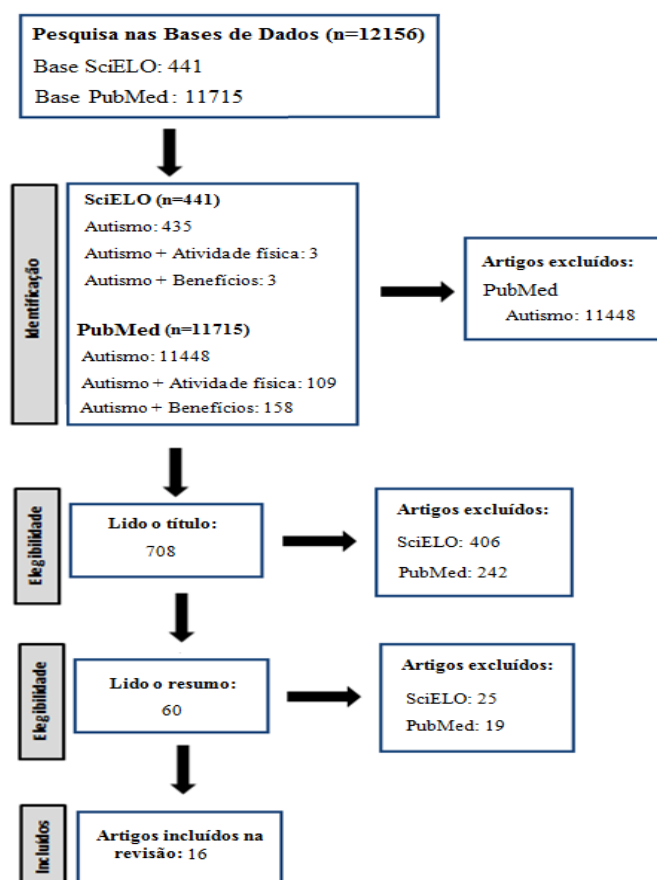 Pesquisa nas Bases de Dados (n=12156)
Base SciELO: 441
Base PubMed: 11715
Identificação
SciELO (n=441)
Autismo: 435
Autismo + Atividade física: 3
Autismo + Benefícios: 3
PubMed (n=11715)
Autismo: 11448
Autismo + Atividade física: 109
Autismo + Benefícios: 158
Artigos excluídos:
PubMed
Autismo: 11448
Elegibilidade
Lido o título:
708
Artigos excluídos:
SciELO: 406
PubMed: 242
Elegibilidade
Lido o resumo:
60
Artigos excluídos:
SciELO: 25
PubMed: 19
Incluídos
Artigos incluídos na
revisão: 16